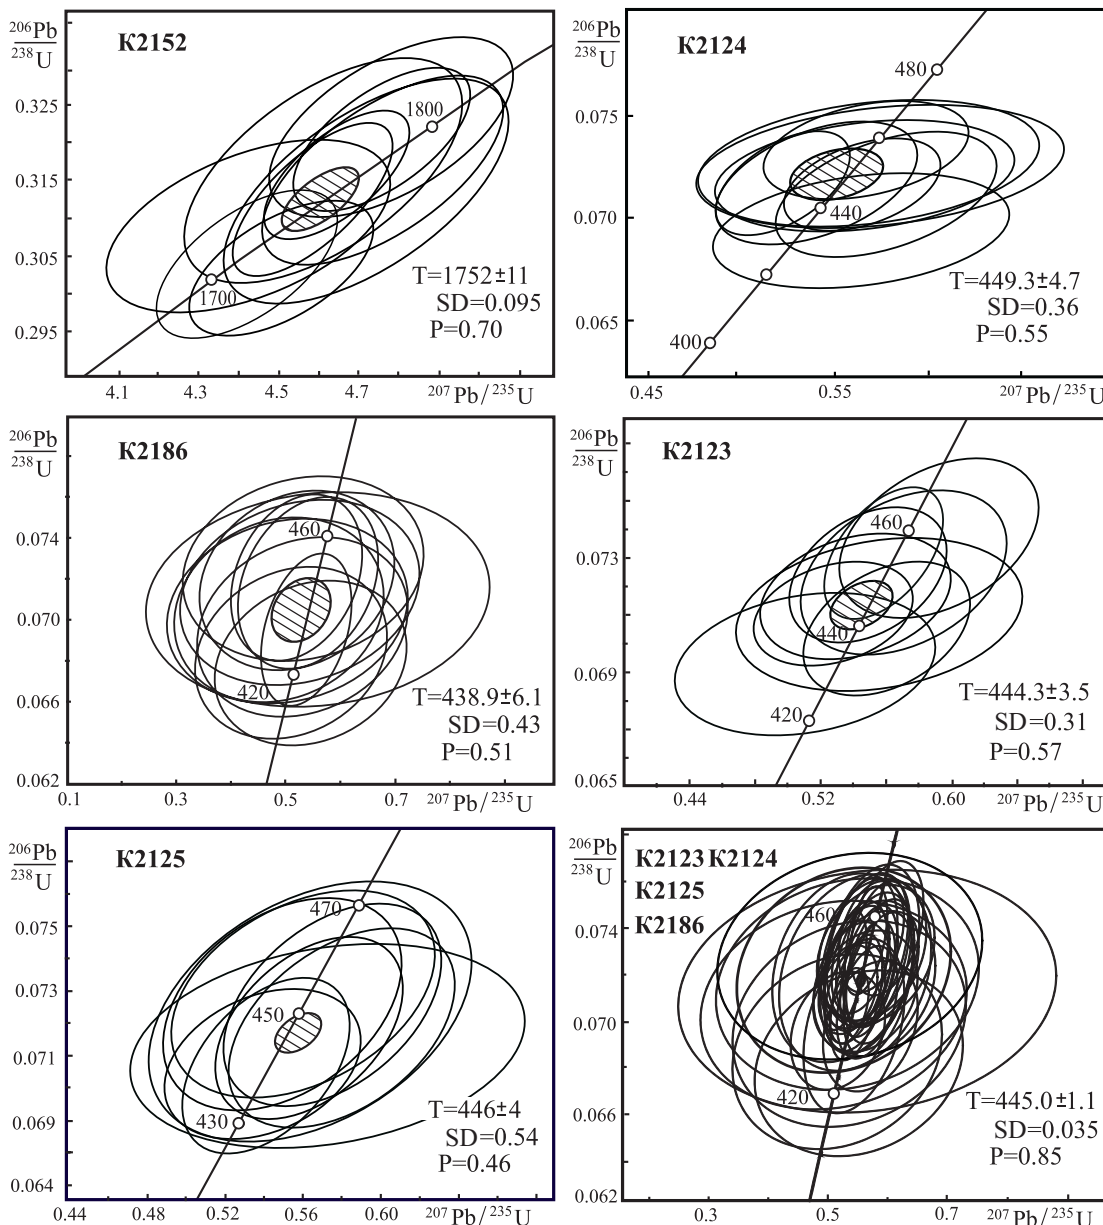 ²⁰⁶Pb
²³⁸U
К2152
0.325
0.315
0.305
0.295
1800
1700
T=1752±11
SD=0.095
P=0.70
4.1 4.3 4.5 4.7 ²⁰⁷Pb/²³⁵U
²⁰⁶Pb
²³⁸U
К2124
0.075
0.070
0.065
480
440
400
T=449.3±4.7
SD=0.36
P=0.55
0.45 0.55 ²⁰⁷Pb/²³⁵U
²⁰⁶Pb
²³⁸U
К2186
0.074
0.070
0.066
0.062
460
420
T=438.9±6.1
SD=0.43
P=0.51
0.1 0.3 0.5 0.7 ²⁰⁷Pb/²³⁵U
²⁰⁶Pb
²³⁸U
К2123
0.073
0.069
0.065
460
440
420
T=444.3±3.5
SD=0.31
P=0.57
0.44 0.52 0.60 ²⁰⁷Pb/²³⁵U
²⁰⁶Pb
²³⁸U
К2125
0.075
0.073
0.071
0.069
0.064
470
450
430
T=446±4
SD=0.54
P=0.46
0.44 0.48 0.52 0.56 0.60 ²⁰⁷Pb/²³⁵U
²⁰⁶Pb
²³⁸U
К2123 К2124
К2125
К2186
0.074
0.070
0.066
0.062
460
420
T=445.0±1.1
SD=0.035
P=0.85
0.3 0.5 0.7 ²⁰⁷Pb/²³⁵U